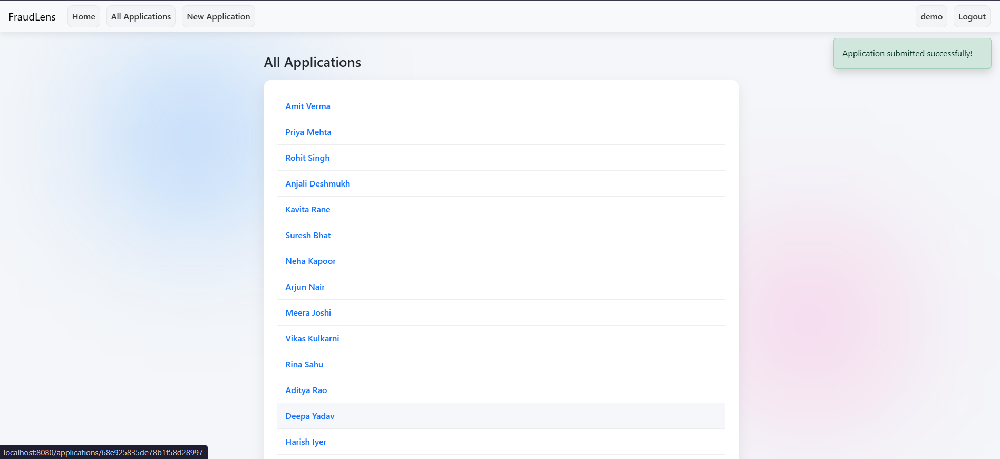 FraudLens Home All Applications New Application demo Logout
Application submitted successfully!
All Applications
Amit Verma
Priya Mehta
Rohit Singh
Anjali Deshmukh
Kavita Rane
Suresh Bhat
Neha Kapoor
Arjun Nair
Meera Joshi
Vikas Kulkarni
Rina Sahu
Aditya Rao
Deepa Yadav
Harish Iyer
localhost:8080/applications/68e925835de78b1f58d28997